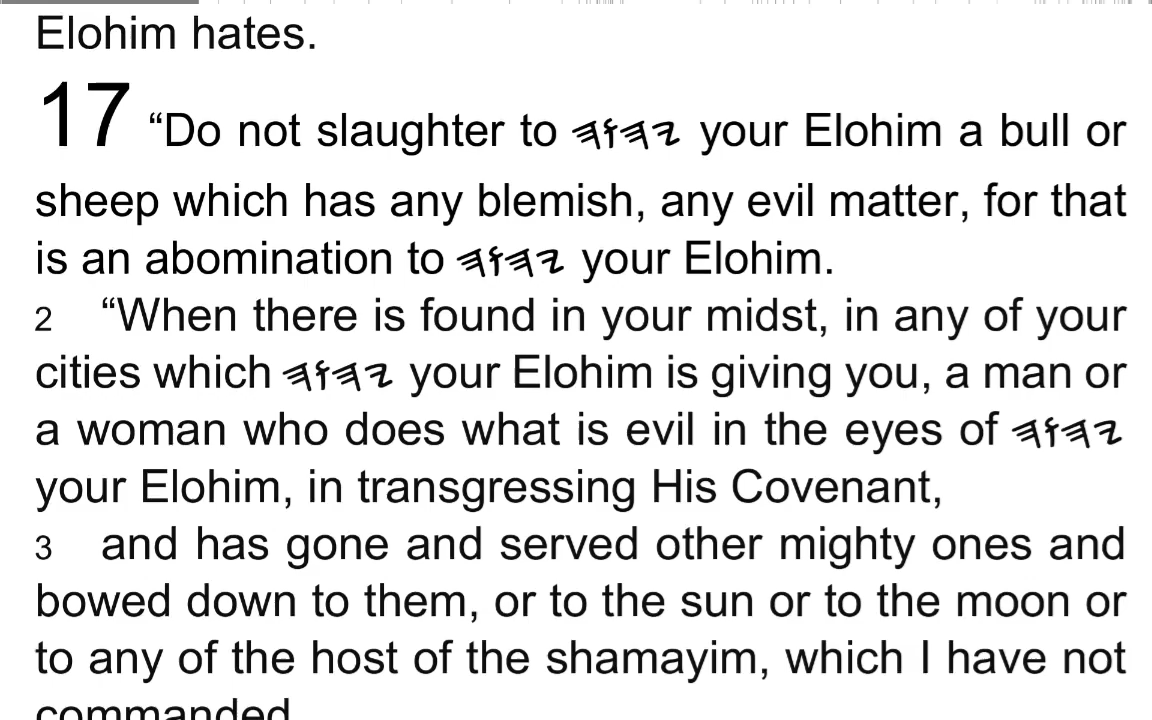 Elohim hates.
17 “Do not slaughter to 𐤉𐤄𐤅𐤄 your Elohim a bull or
sheep which has any blemish, any evil matter, for that
is an abomination to 𐤉𐤄𐤅𐤄 your Elohim.
2 “When there is found in your midst, in any of your
cities which 𐤉𐤄𐤅𐤄 your Elohim is giving you, a man or
a woman who does what is evil in the eyes of 𐤉𐤄𐤅𐤄
your Elohim, in transgressing His Covenant,
3 and has gone and served other mighty ones and
bowed down to them, or to the sun or to the moon or
to any of the host of the shamayim, which I have not
commanded